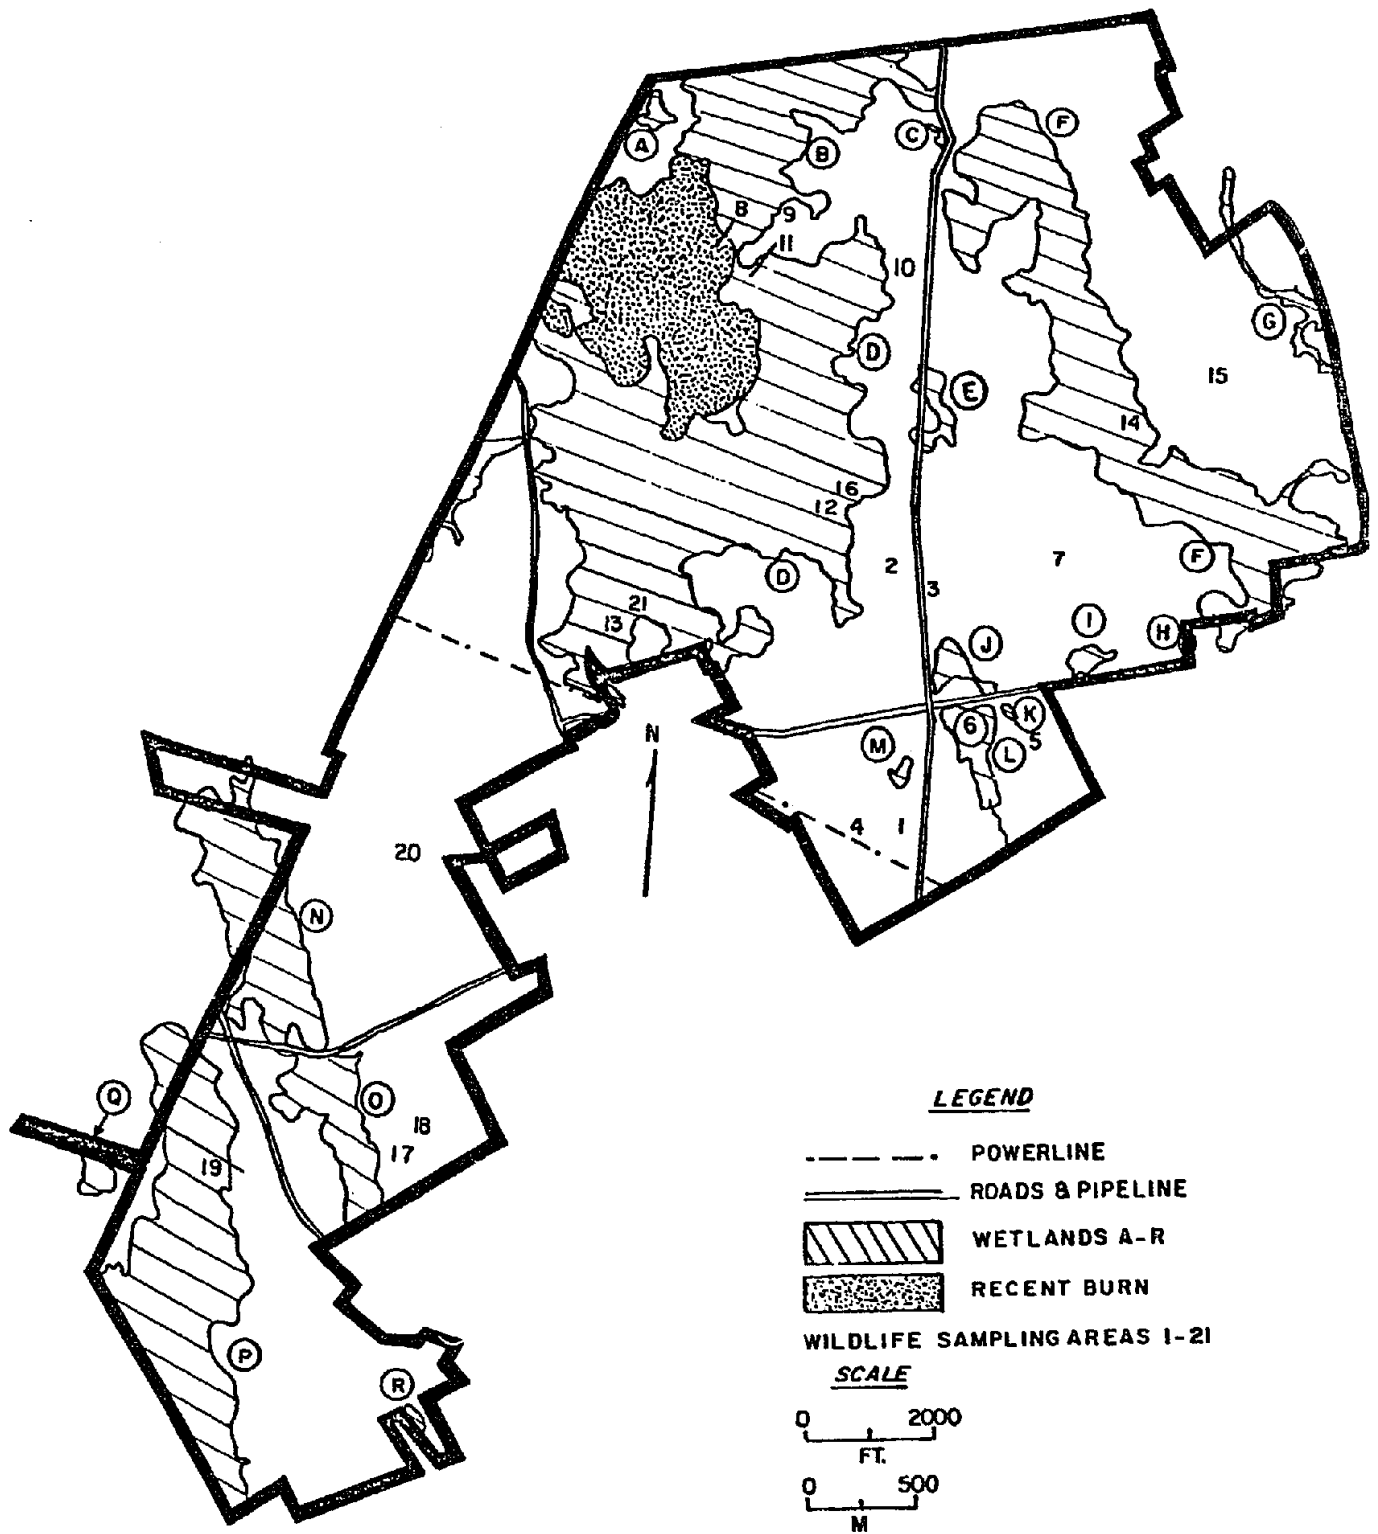 F
C
A
B
8
9
11
10
G
D
E
15
14
16
12
2
7
F
D
3
21
13
I
H
J
N
K
6
5
M
L
4
1
20
N
Q
O
18
17
19
P
R
LEGEND
POWERLINE
ROADS & PIPELINE
WETLANDS A-R
RECENT BURN
WILDLIFE SAMPLING AREAS 1-21
SCALE
0 2000
FT.
0 500
M